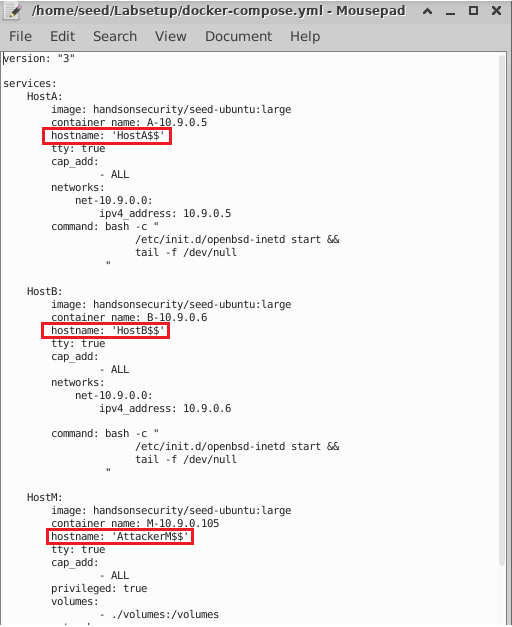 /home/seed/Labsetup/docker-compose.yml - Mousepad
File Edit Search View Document Help
version: "3"
services:
HostA:
image: handsonsecurity/seed-ubuntu:large
container_name: A-10.9.0.5
hostname: 'HostA$$'
tty: true
cap_add:
- ALL
networks:
net-10.9.0.0:
ipv4_address: 10.9.0.5
command: bash -c "
/etc/init.d/openbsd-inetd start &&
tail -f /dev/null
"
HostB:
image: handsonsecurity/seed-ubuntu:large
container_name: B-10.9.0.6
hostname: 'HostB$$'
tty: true
cap_add:
- ALL
networks:
net-10.9.0.0:
ipv4_address: 10.9.0.6
command: bash -c "
/etc/init.d/openbsd-inetd start &&
tail -f /dev/null
"
HostM:
image: handsonsecurity/seed-ubuntu:large
container_name: M-10.9.0.105
hostname: 'AttackerM$$'
tty: true
cap_add:
- ALL
privileged: true
volumes:
- ./volumes:/volumes